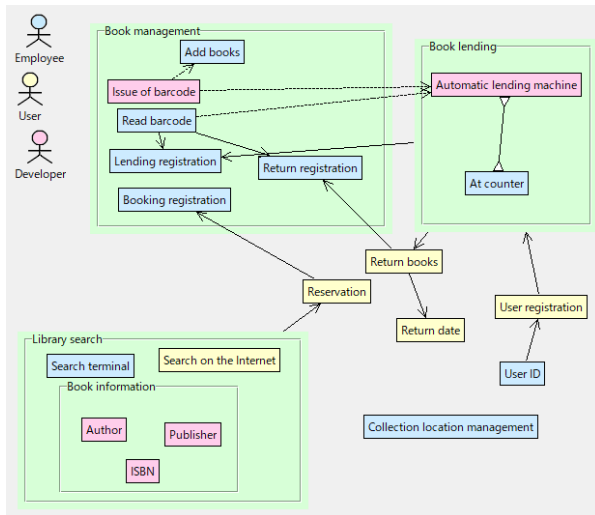 Employee
User
Developer
Book management
Add books
Issue of barcode
Read barcode
Lending registration
Return registration
Booking registration
Book lending
Automatic lending machine
At counter
Return books
Reservation
Return date
User registration
User ID
Library search
Search terminal
Search on the Internet
Book information
Author
Publisher
ISBN
Collection location management